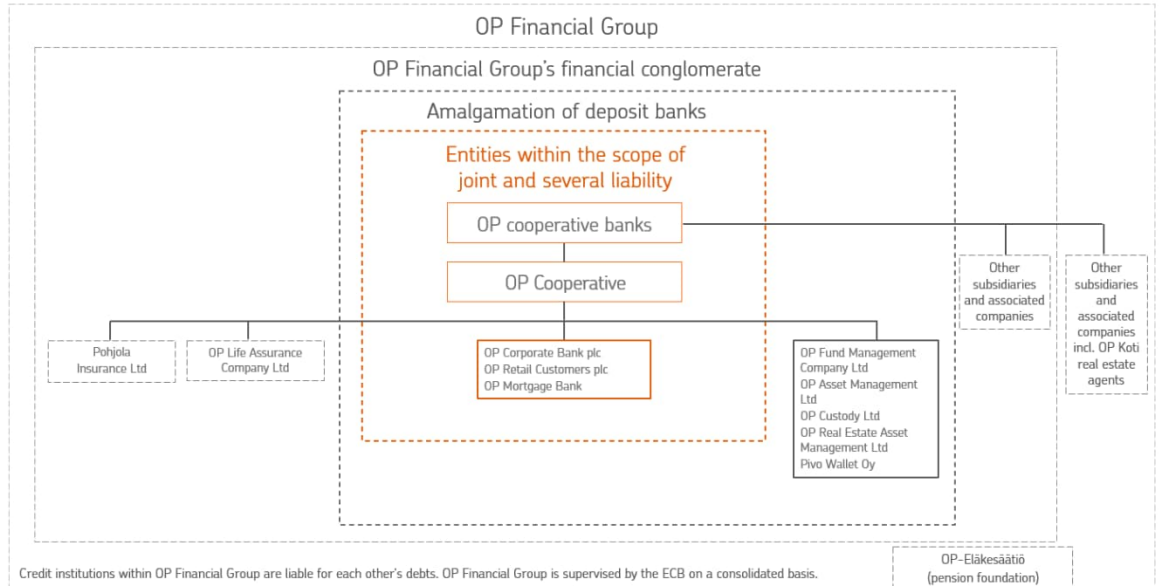 OP Financial Group
OP Financial Group's financial conglomerate
Amalgamation of deposit banks
Entities within the scope of
joint and several liability
OP cooperative banks
OP Cooperative
Other
subsidiaries
and associated
companies
Other
subsidiaries
and
associated
companies
incl. OP Koti
real estate
agents
Pohjola
Insurance Ltd
OP Life Assurance
Company Ltd
OP Corporate Bank plc
OP Retail Customers plc
OP Mortgage Bank
OP Fund Management
Company Ltd
OP Asset Management
Ltd
OP Custody Ltd
OP Real Estate Asset
Management Ltd
Pivo Wallet Oy
OP-Eläkesäätiö
(pension foundation)
Credit institutions within OP Financial Group are liable for each other's debts. OP Financial Group is supervised by the ECB on a consolidated basis.